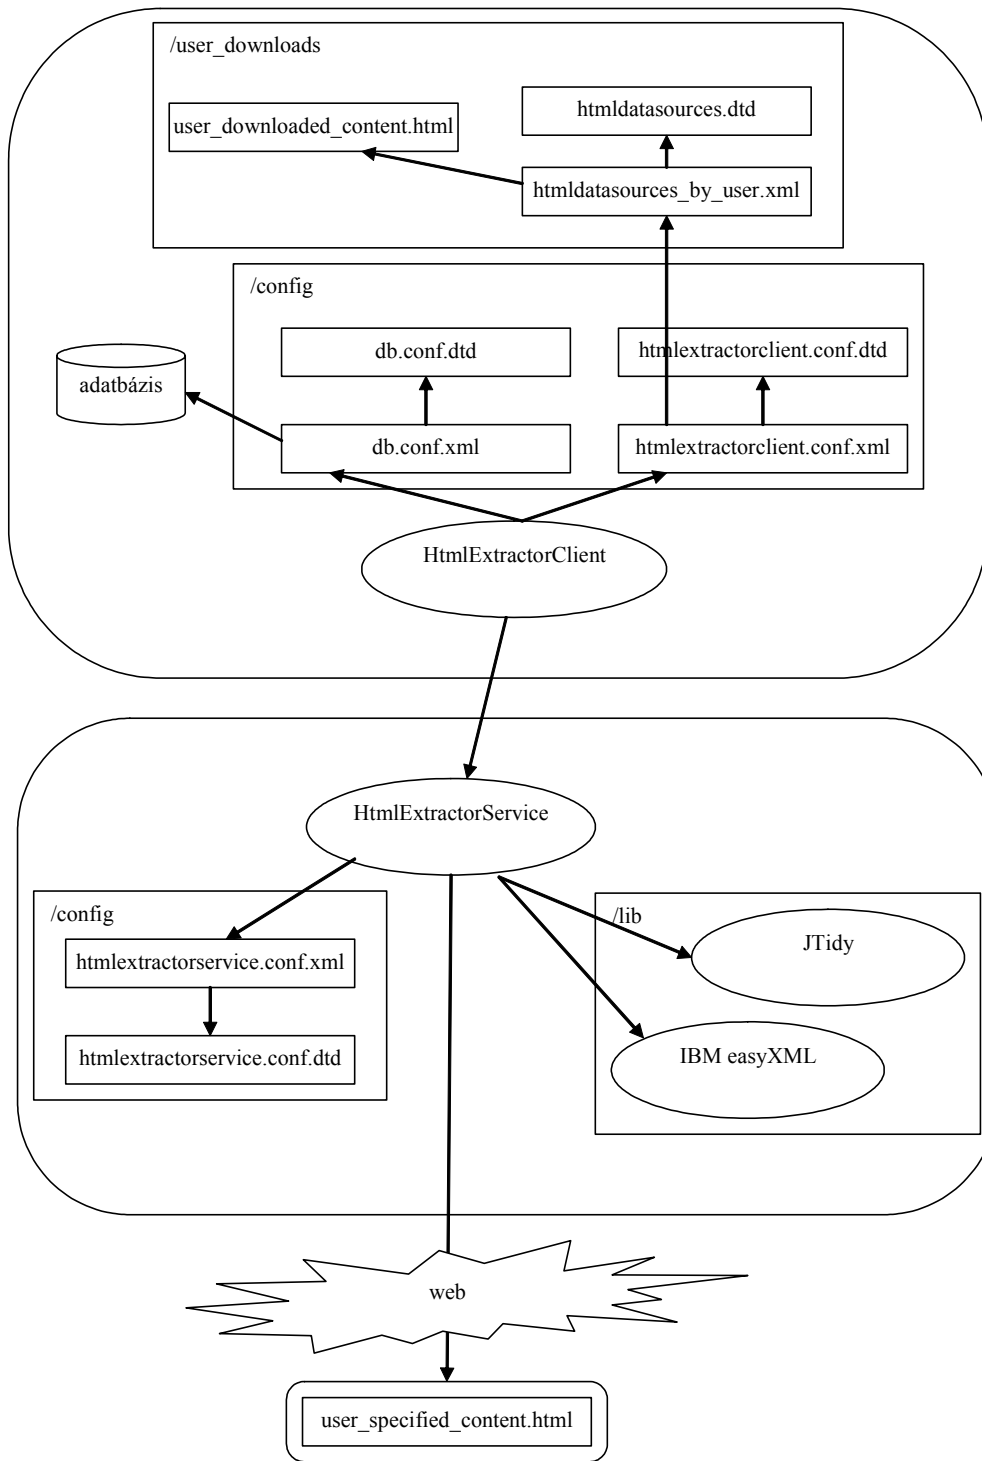 /user_downloads
htmldatasources.dtd
user_downloaded_content.html
htmldatasources_by_user.xml
/config
db.conf.dtd
htmlextractorclient.conf.dtd
adatbázis
db.conf.xml
htmlextractorclient.conf.xml
HtmlExtractorClient
HtmlExtractorService
/config
/lib
JTidy
htmlextractorservice.conf.xml
htmlextractorservice.conf.dtd
IBM easyXML
web
user_specified_content.html